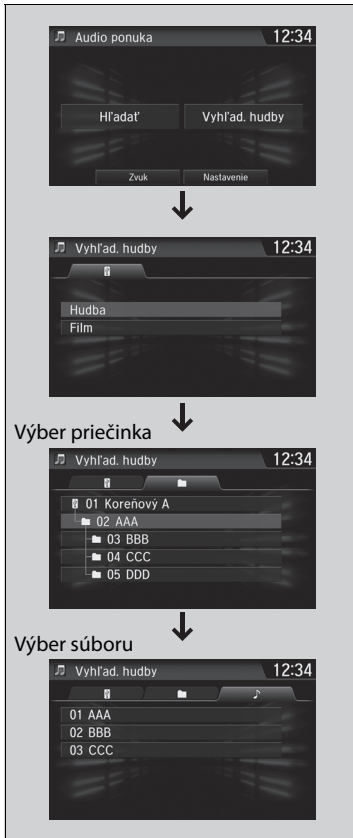 Audio ponuka 12:34
Hľadať Vyhľad. hudby
Zvuk Nastavenie
Vyhľad. hudby 12:34
Hudba
Film
Výber priečinka
Vyhľad. hudby 12:34
01 Koreňový A
02 AAA
03 BBB
04 CCC
05 DDD
Výber súboru
Vyhľad. hudby 12:34
01 AAA
02 BBB
03 CCC